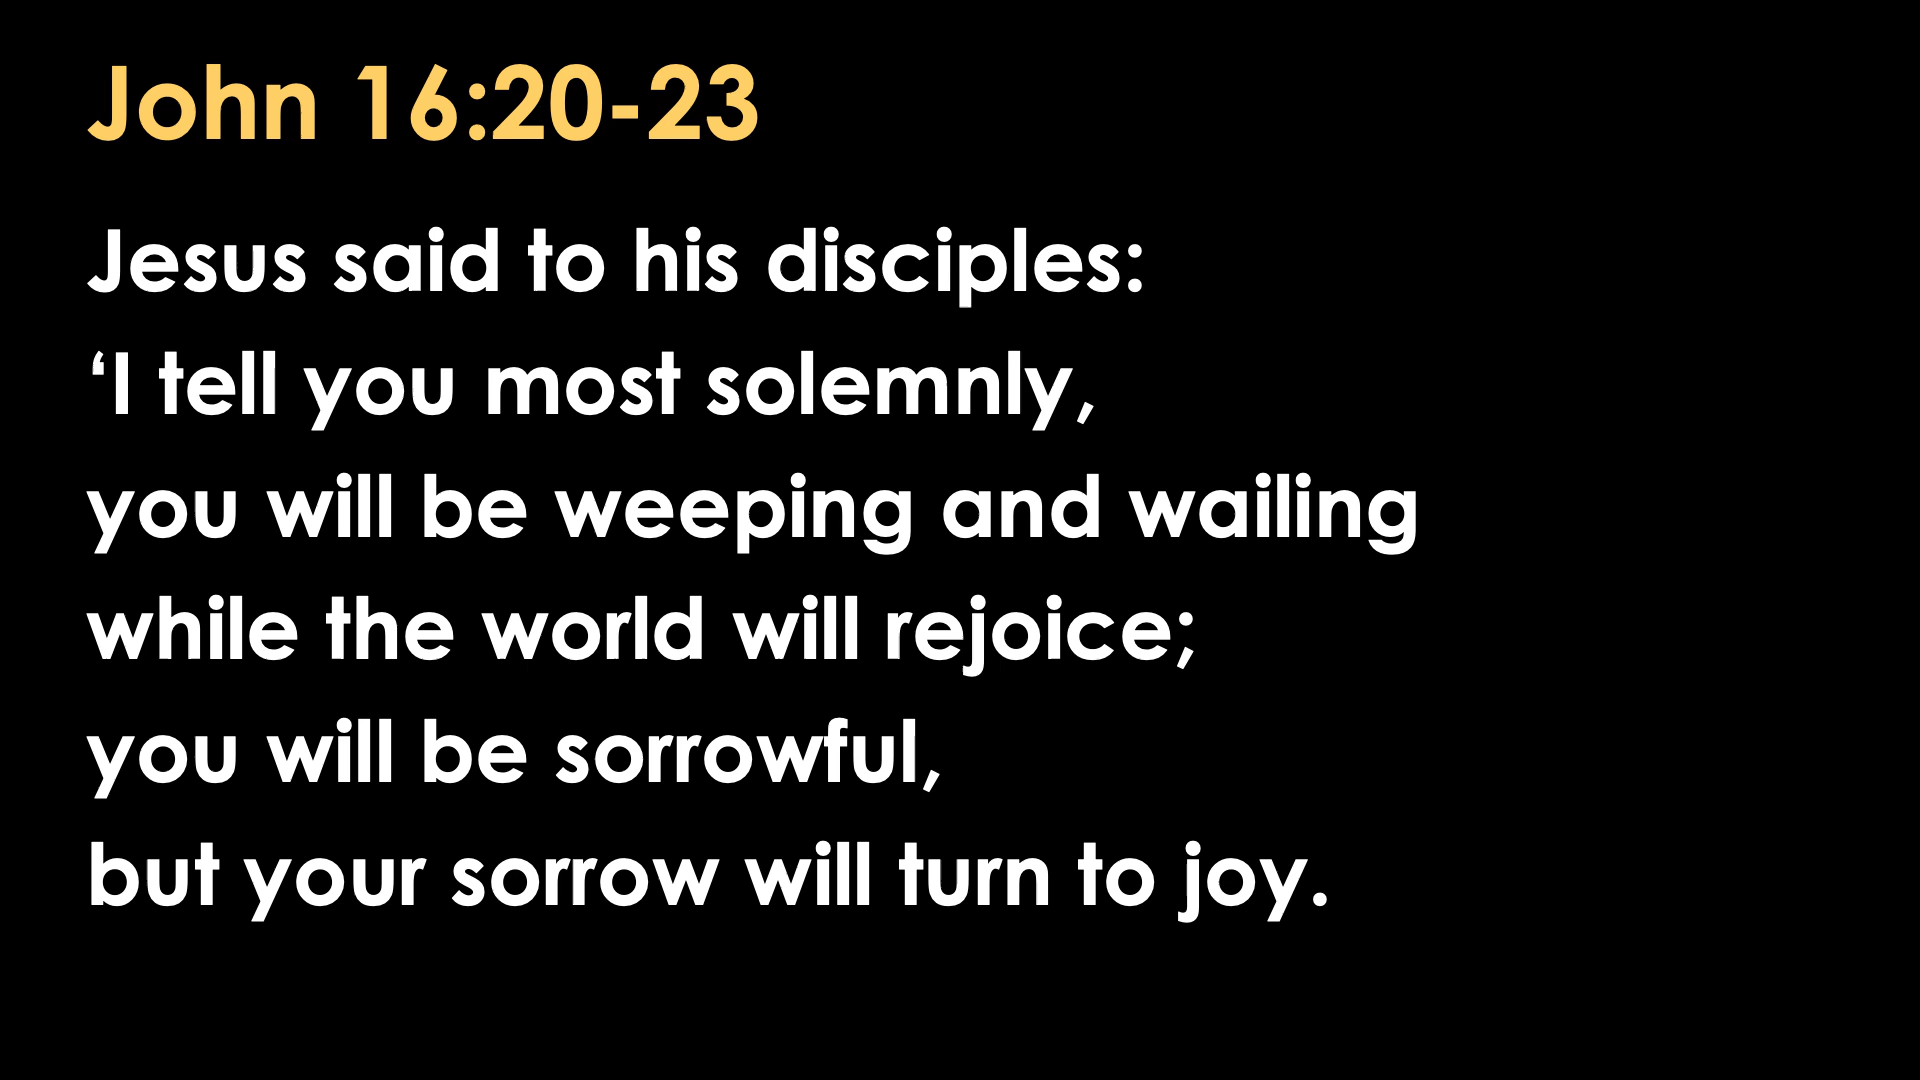 John 16:20-23
Jesus said to his disciples:
‘I tell you most solemnly,
you will be weeping and wailing
while the world will rejoice;
you will be sorrowful,
but your sorrow will turn to joy.